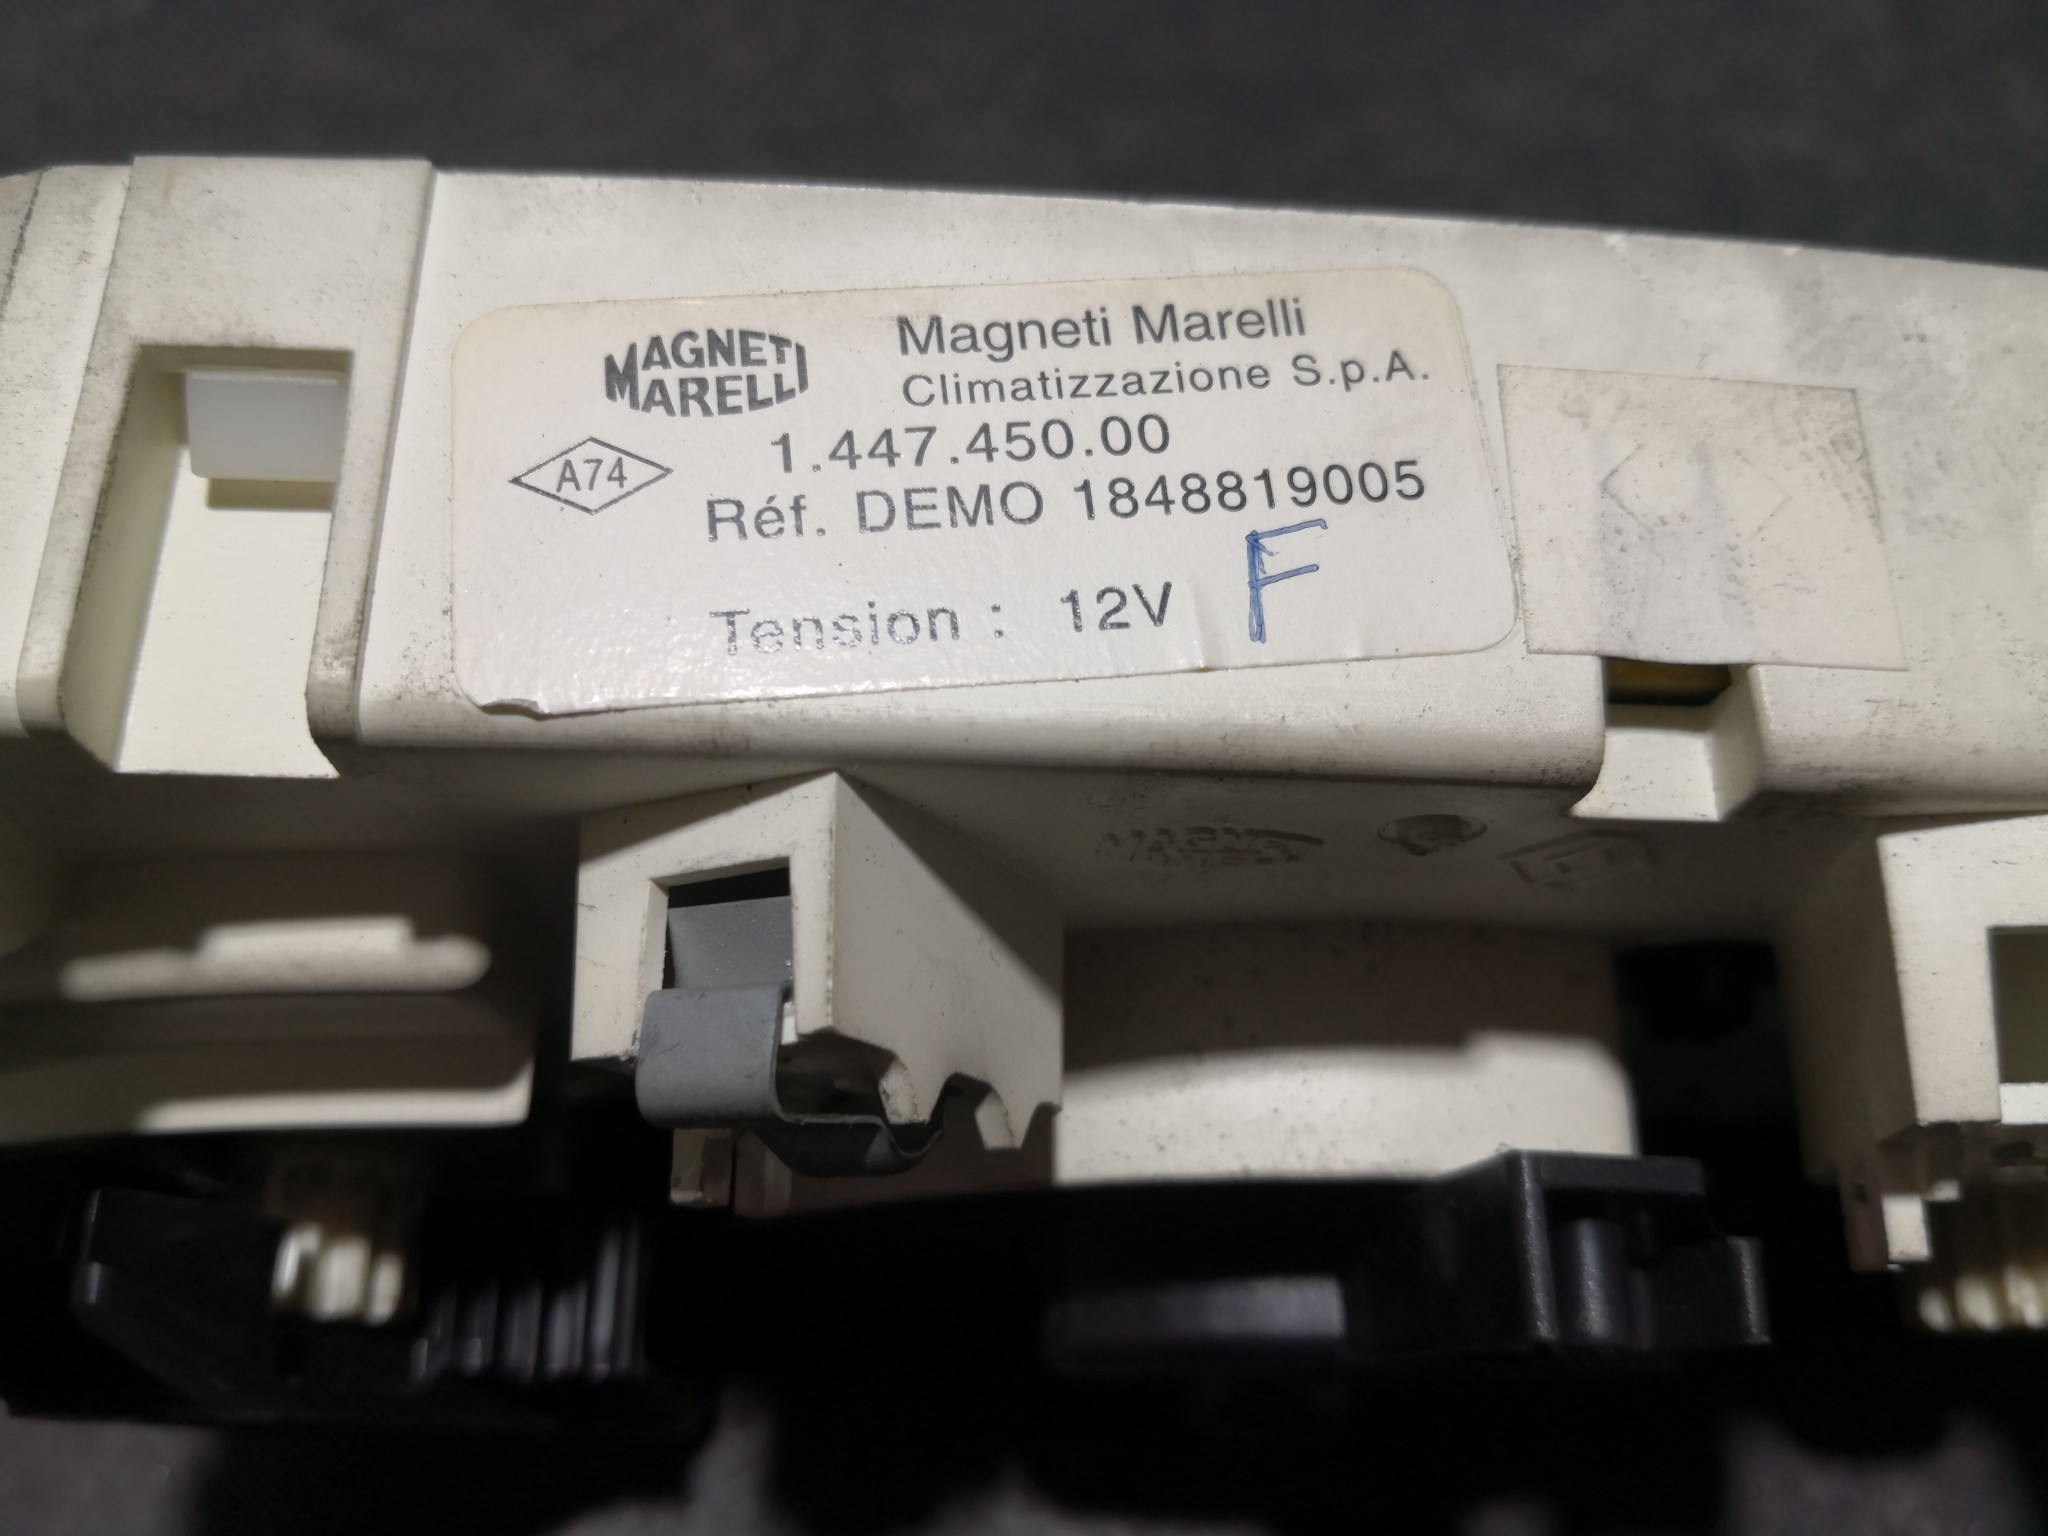 MAGNETI
MARELLI
Magneti Marelli
Climatizzazione S.p.A.
A74
1.447.450.00
Réf. DEMO 1848819005
Tension : 12V F